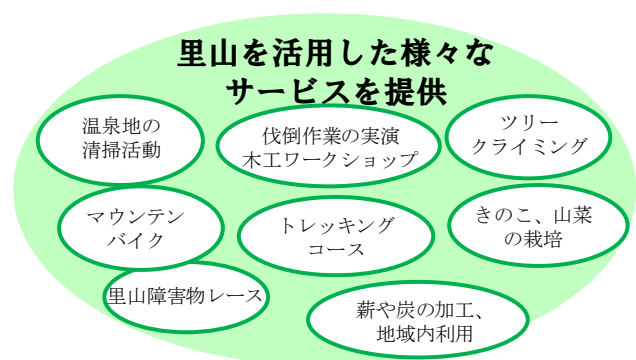 里山を活用した様々な
サービスを提供
温泉地の
清掃活動
伐倒作業の実演
木工ワークショップ
ツリー
クライミング
マウンテン
バイク
トレッキング
コース
きのこ、山菜
の栽培
里山障害物レース
薪や炭の加工、
地域内利用